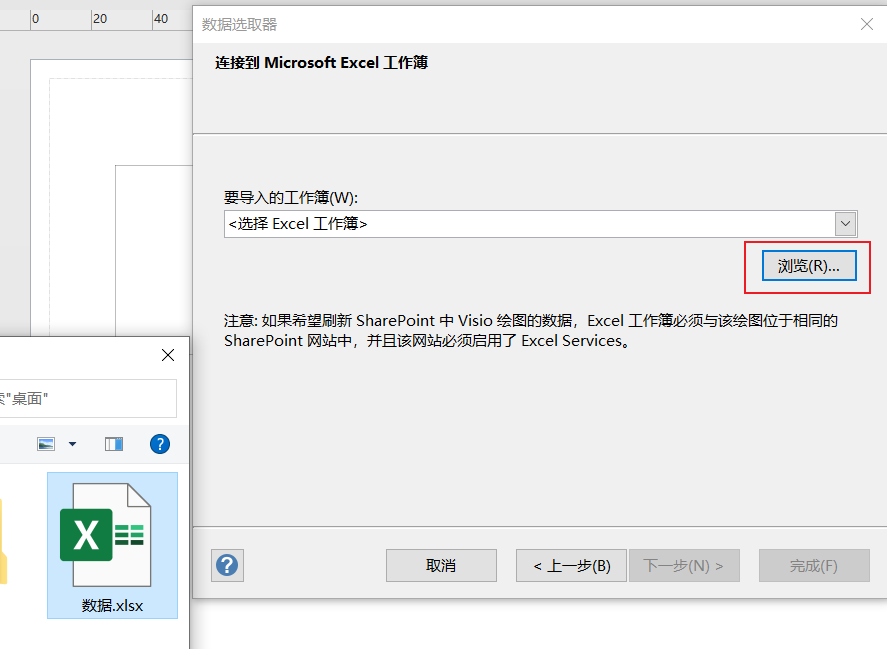 0 20 40
数据选取器
连接到 Microsoft Excel 工作簿
要导入的工作簿(W):
<选择 Excel 工作簿>
浏览(R)...
注意: 如果希望刷新 SharePoint 中 Visio 绘图的数据，Excel 工作簿必须与该绘图位于相同的
SharePoint 网站中，并且该网站必须启用了 Excel Services。
"桌面"
数据.xlsx
取消
< 上一步(B)
下一步(N) >
完成(F)